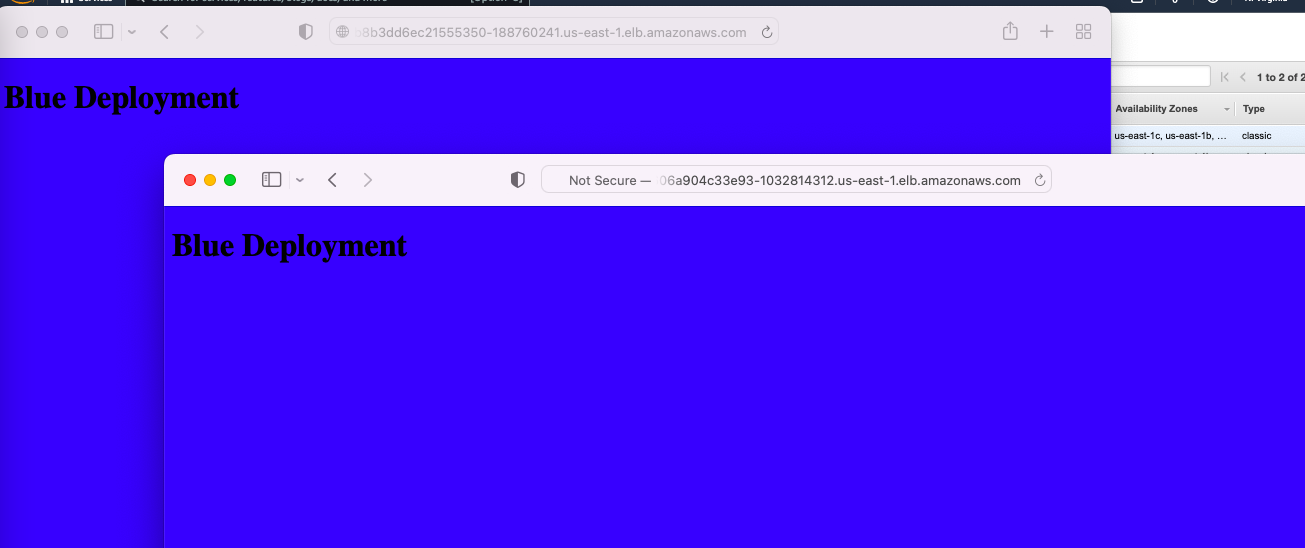 b8b3dd6ec21555350-188760241.us-east-1.elb.amazonaws.com
Blue Deployment
1 to 2 of 2
Availability Zones
Type
us-east-1c, us-east-1b, ...
classic
Not Secure — 06a904c33e93-1032814312.us-east-1.elb.amazonaws.com
Blue Deployment